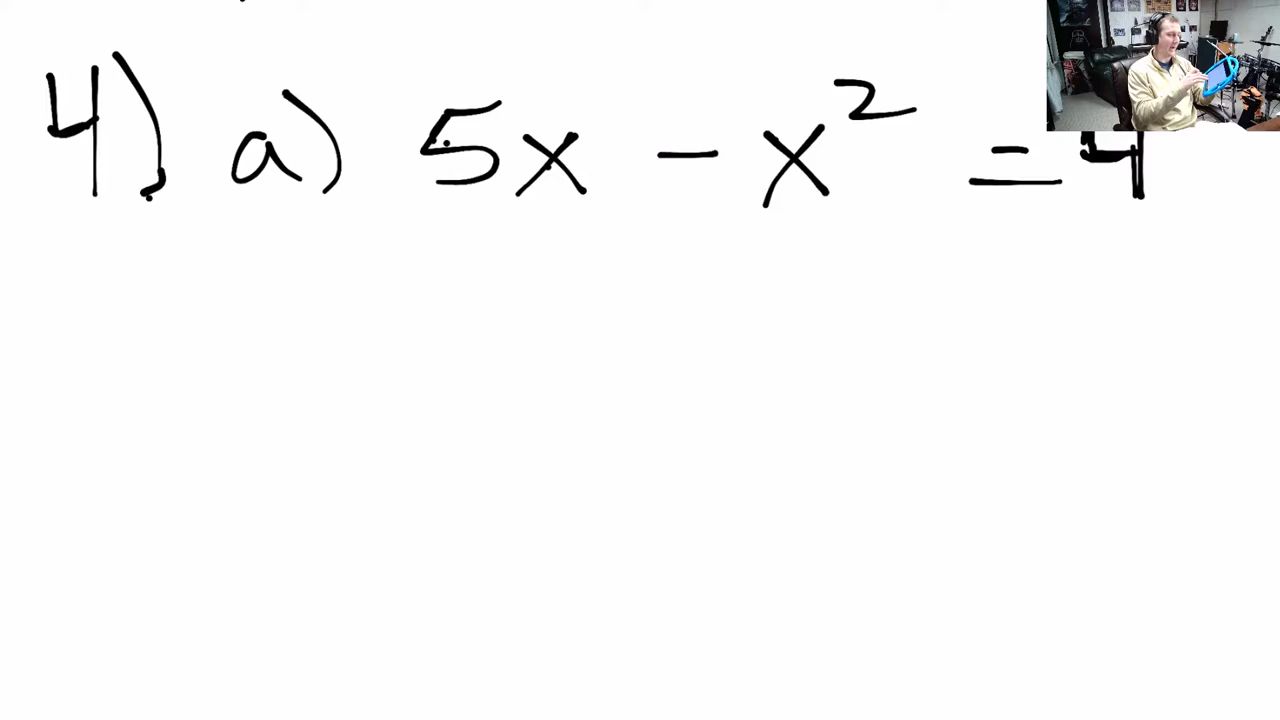 4) a) 5x - x² = 4